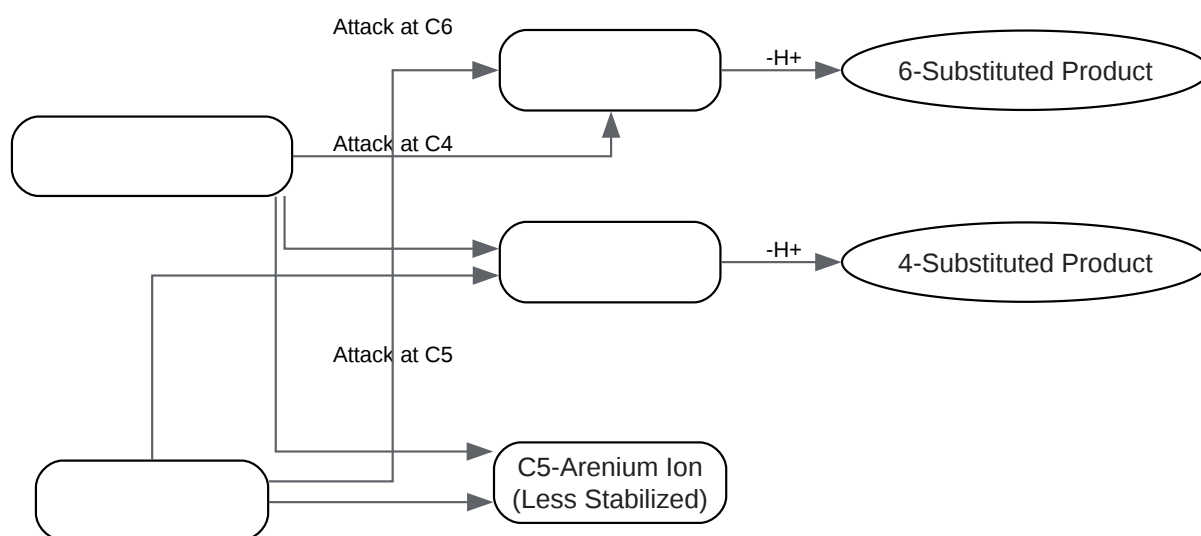 Attack at C6
-H+
6-Substituted Product
Attack at C4
-H+
4-Substituted Product
Attack at C5
C5-Arenium Ion
(Less Stabilized)